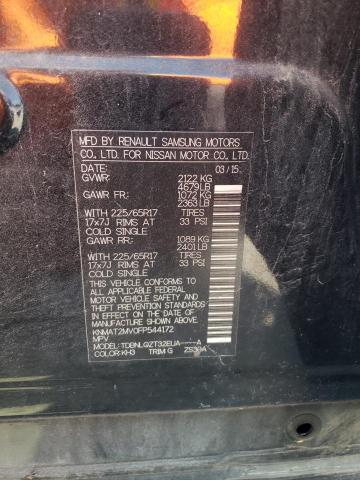 MFD BY RENAULT SAMSUNG MOTORS
CO., LTD. FOR NISSAN MOTOR CO., LTD.
DATE: 03/15
GVWR: 2122 KG
4679 LB
GAWR FR: 1072 KG
2363 LB
WITH 225/65R17 TIRES
17x7J RIMS AT 33 PSI
COLD SINGLE
GAWR RR: 1089 KG
2401 LB
WITH 225/65R17 TIRES
17x7J RIMS AT 33 PSI
COLD SINGLE
THIS VEHICLE CONFORMS TO ALL
APPLICABLE FEDERAL MOTOR
VEHICLE SAFETY AND THEFT
PREVENTION STANDARDS IN
EFFECT ON THE DATE OF
MANUFACTURE SHOWN ABOVE.
KNMAT2MV0FP544172
MPV
TYPE: TDBNLQZT32EUA-----A
COLOR: KH3 TRIM G